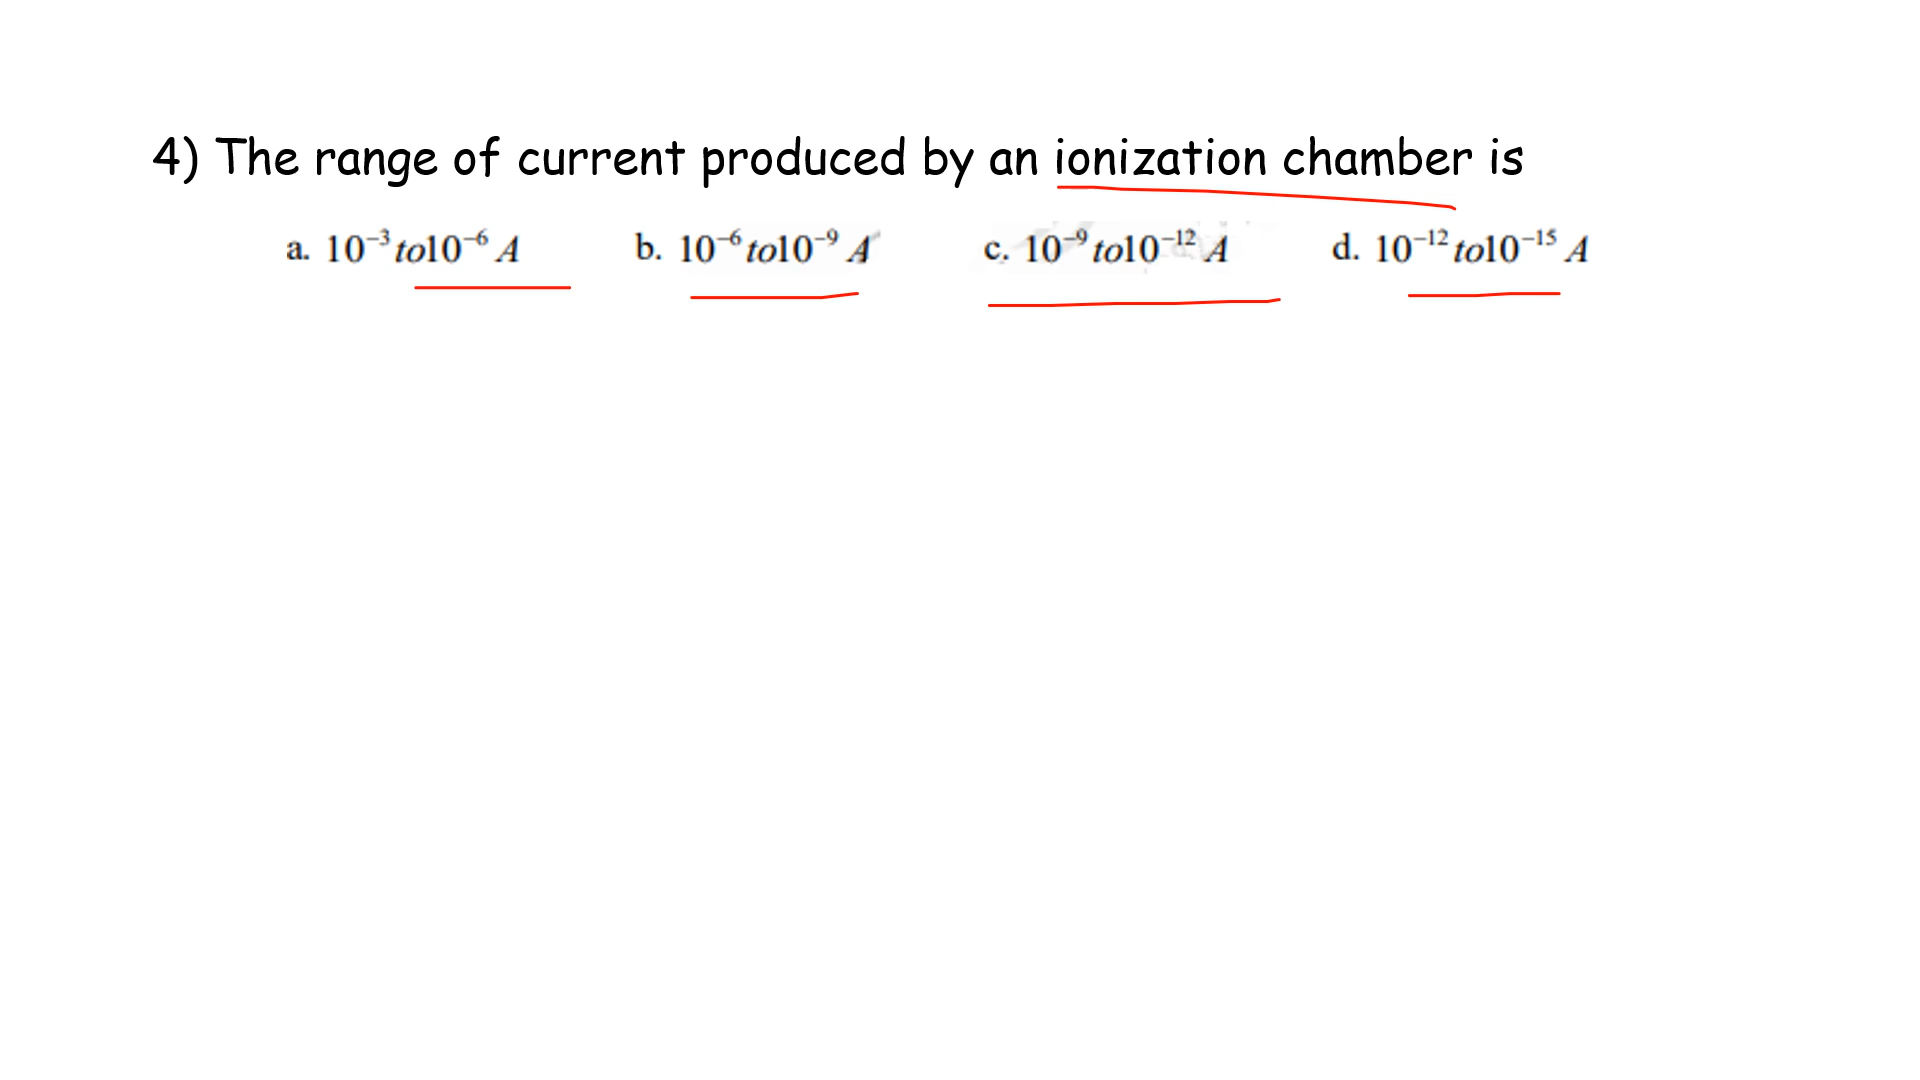 4) The range of current produced by an ionization chamber is
a. 10⁻³to10⁻⁶ A b. 10⁻⁶to10⁻⁹ A c. 10⁻⁹to10⁻¹² A d. 10⁻¹²to10⁻¹⁵ A